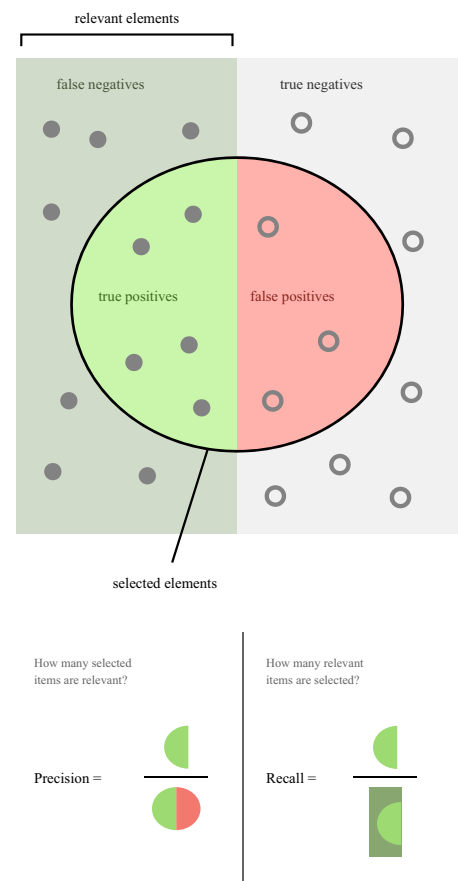 relevant elements
false negatives
true negatives
true positives
false positives
selected elements
How many selected
items are relevant?
How many relevant
items are selected?
Precision =
Recall =